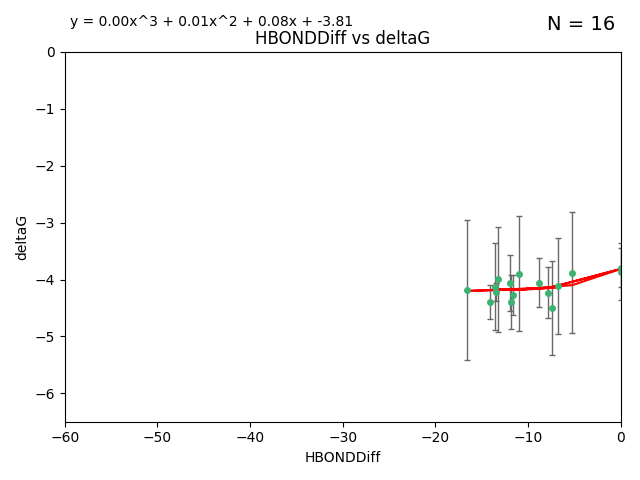 y = 0.00x^3 + 0.01x^2 + 0.08x + -3.81
N = 16
HBONDDiff vs deltaG
0
−1
−2
−3
−4
−5
−6
deltaG
−60
−50
−40
−30
−20
−10
0
HBONDDiff